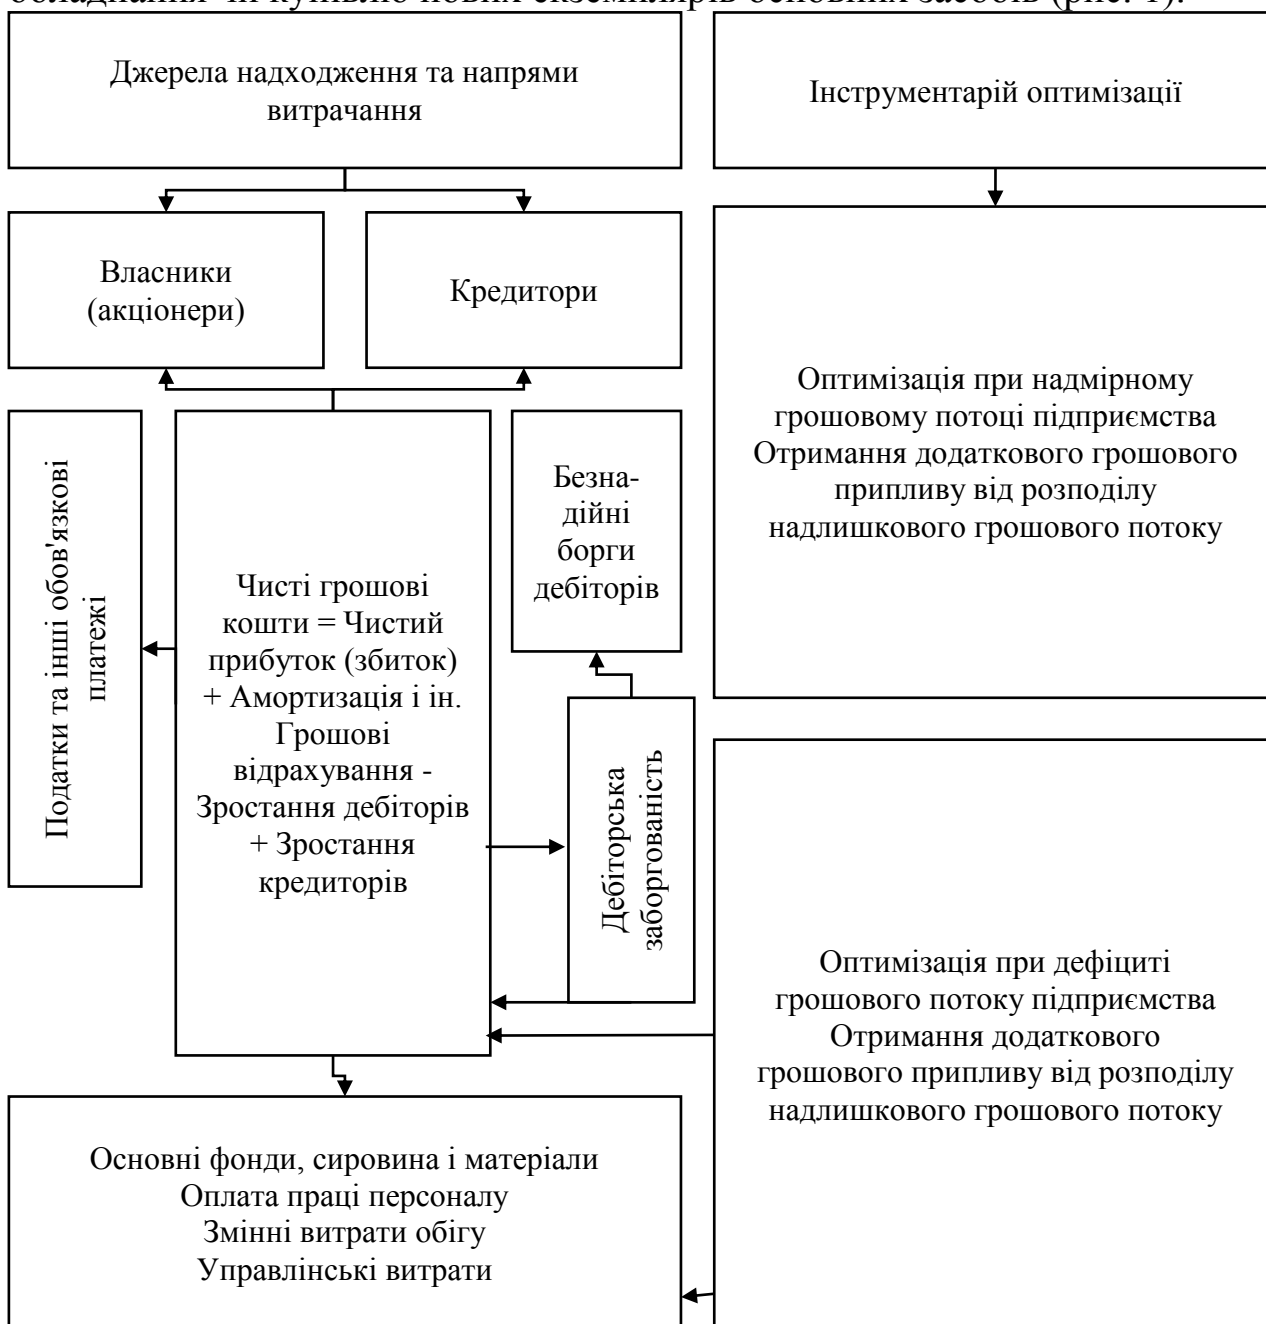 обладнання чи купівлю нових екземплярів основних засобів (рис. 1).
Джерела надходження та напрями
витрачання
Інструментарій оптимізації
Власники
(акціонери)
Кредитори
Оптимізація при надмірному
грошовому потоці підприємства
Отримання додаткового грошового
припливу від розподілу
надлишкового грошового потоку
Податки та інші обов'язкові
платежі
Чисті грошові
кошти = Чистий
прибуток (збиток)
+ Амортизація і ін.
Грошові
відрахування -
Зростання дебіторів
+ Зростання
кредиторів
Безна-
дійні
борги
дебіторів
Дебіторська
заборгованість
Оптимізація при дефіциті
грошового потоку підприємства
Отримання додаткового
грошового припливу від розподілу
надлишкового грошового потоку
Основні фонди, сировина і матеріали
Оплата праці персоналу
Змінні витрати обігу
Управлінські витрати